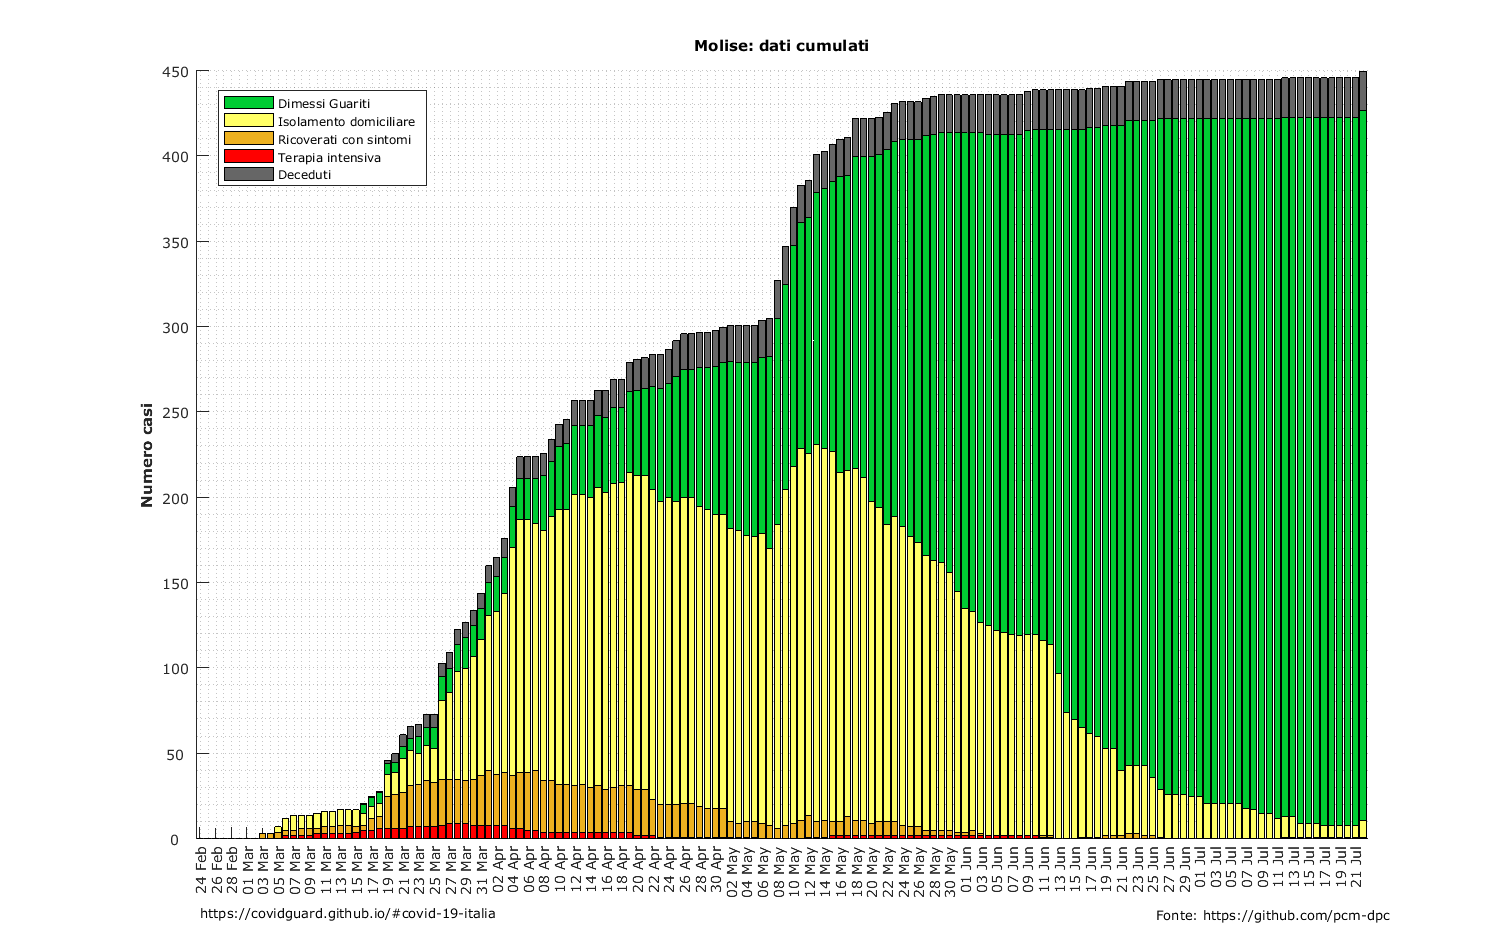 Molise: dati cumulati
450
400
350
300
250
200
150
100
50
0
Numero casi
Dimessi Guariti
Isolamento domiciliare
Ricoverati con sintomi
Terapia intensiva
Deceduti
24 Feb
26 Feb
28 Feb
01 Mar
03 Mar
05 Mar
07 Mar
09 Mar
11 Mar
13 Mar
15 Mar
17 Mar
19 Mar
21 Mar
23 Mar
25 Mar
27 Mar
29 Mar
31 Mar
02 Apr
04 Apr
06 Apr
08 Apr
10 Apr
12 Apr
14 Apr
16 Apr
18 Apr
20 Apr
22 Apr
24 Apr
26 Apr
28 Apr
30 Apr
02 May
04 May
06 May
08 May
10 May
12 May
14 May
16 May
18 May
20 May
22 May
24 May
26 May
28 May
30 May
01 Jun
03 Jun
05 Jun
07 Jun
09 Jun
11 Jun
13 Jun
15 Jun
17 Jun
19 Jun
21 Jun
23 Jun
25 Jun
27 Jun
29 Jun
01 Jul
03 Jul
05 Jul
07 Jul
09 Jul
11 Jul
13 Jul
15 Jul
17 Jul
19 Jul
21 Jul
https://covidguard.github.io/#covid-19-italia
Fonte: https://github.com/pcm-dpc